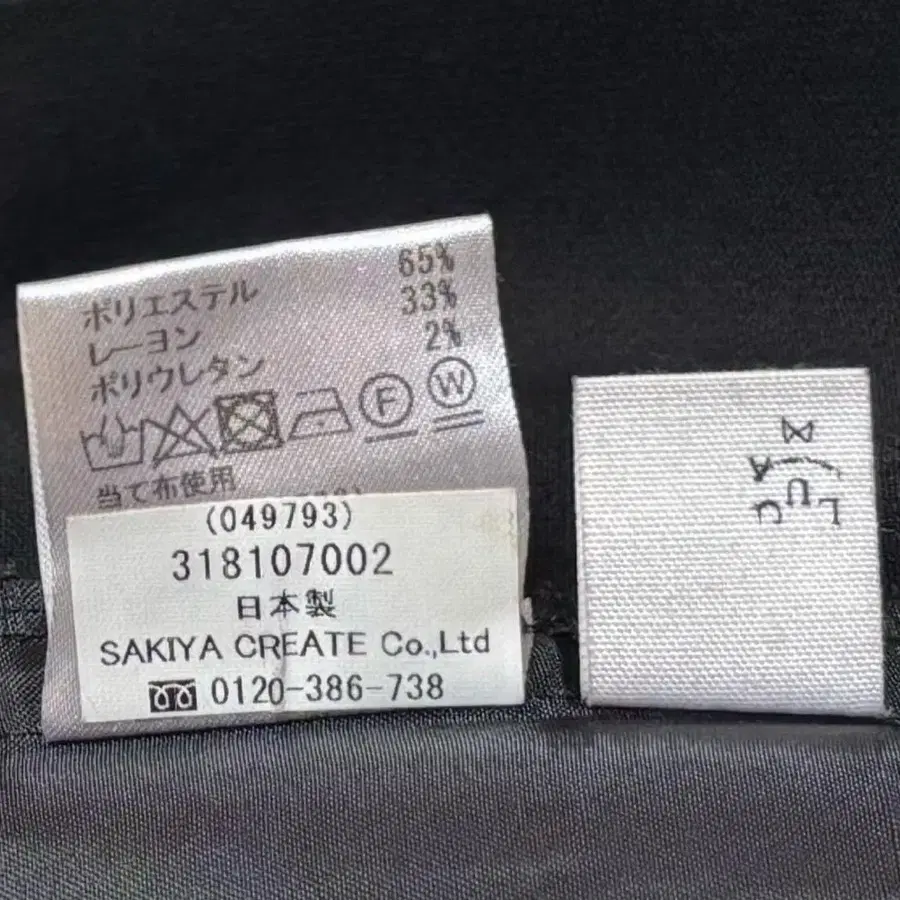 ポリエステル 65%
レーヨン 33%
ポリウレタン 2%
F W
当て布使用
(049793)
318107002
日本製
SAKIYA CREATE Co.,Ltd
0120-386-738